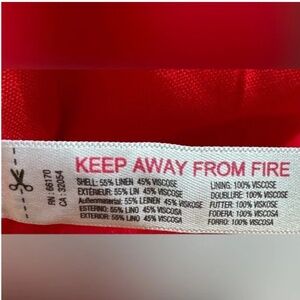 RN : 66170
CA : 32054
KEEP AWAY FROM FIRE
SHELL: 55% LINEN 45% VISCOSE
EXTÉRIEUR: 55% LIN 45% VISCOSE
Außenmaterial: 55% LEINEN 45% VISKOSE
ESTERNO: 55% LINO 45% VISCOSA
EXTERIOR: 55% LINO 45% VISCOSA
LINING: 100% VISCOSE
DOUBLURE: 100% VISCOSE
FUTTER: 100% VISKOSE
FODERA: 100% VISCOSA
FORRO: 100% VISCOSA